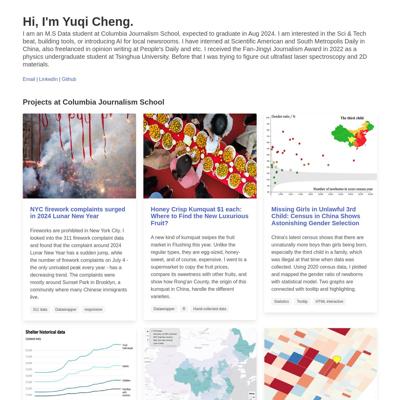 Hi, I'm Yuqi Cheng.
I am an M.S Data student at Columbia Journalism School, expected to graduate in Aug 2024. I am interested in the Sci & Tech
beat, building tools, or introducing AI for local newsrooms. I have interned at Scientific American and South Metropolis Daily in
China, also freelanced in opinion writing at People's Daily and etc. I received the Fan-Jingyi Journalism Award in 2022 as a
physics undergraduate student at Tsinghua University. Before that I was trying to figure out ultrafast laser spectroscopy and 2D
materials.
Email | LinkedIn | Github
Projects at Columbia Journalism School
Gender ratio / %
The third child
Number of newborns in 2020 census year
NYC firework complaints surged
in 2024 Lunar New Year
Fireworks are prohibited in New York City. I
looked into the 311 firework complaint data
and found that the complaint around 2024
Lunar New Year has a sudden jump, while
the number of firework complaints on July 4 -
the only unrivaled peak every year - has a
decreasing trend. The complaints were
mostly around Sunset Park in Brooklyn, a
community where many Chinese immigrants
live.
311 data
Datawrapper
responsive
Honey Crisp Kumquat $1 each:
Where to Find the New Luxurious
Fruit?
A new kind of kumquat swipes the fruit
market in Flushing this year. Unlike the
regular types, they are egg-sized, honey-
sweet, and of course, expensive. I went to a
supermarket to copy the fruit prices,
compare its sweetness with other fruits, and
show how Rong'an County, the origin of this
kumquat in China, handle the different
varieties.
Datawrapper
R
Hand-collected data
Missing Girls in Unlawful 3rd
Child: Census in China Shows
Astonishing Gender Selection
China's latest census shows that there are
unnaturally more boys than girls being born,
especially the third child in a family, which
was illegal at that time when data was
collected. Using 2020 census data, I plotted
and mapped the gender ratio of newborns
with statistical model. Two graphs are
connected with tooltip and highlighting.
Statistics
Tooltip
HTML interactive
Shelter historical data